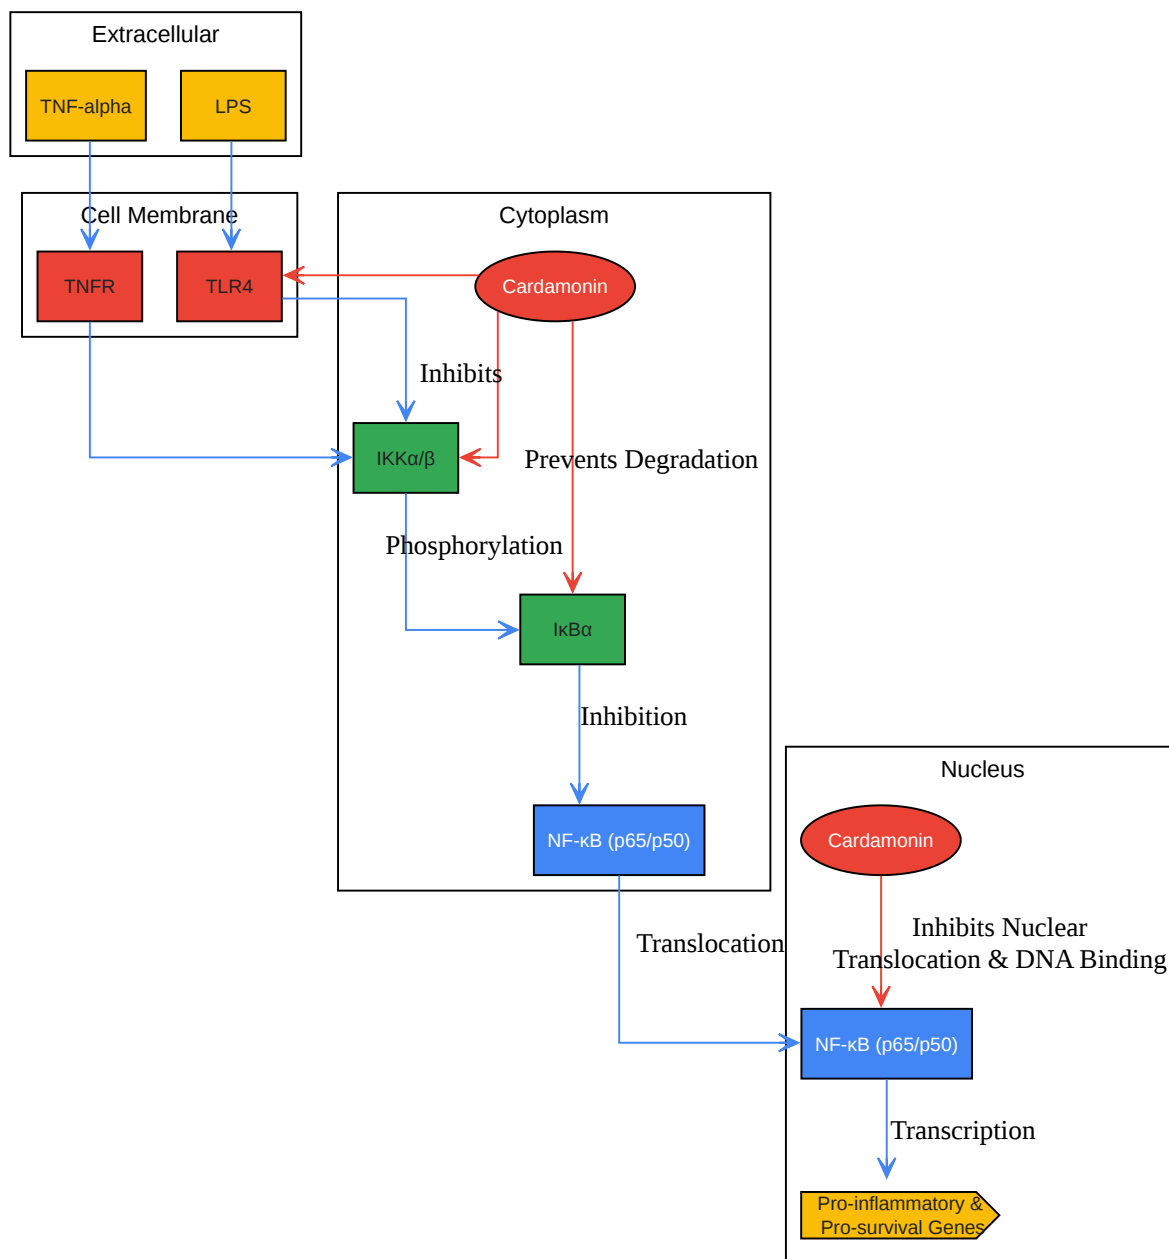 Extracellular
TNF-alpha
LPS
Cell Membrane
TNFR
TLR4
Cytoplasm
Cardamonin
Inhibits
IKKα/β
Prevents Degradation
Phosphorylation
IκBα
Inhibition
NF-κB (p65/p50)
Translocation
Nucleus
Cardamonin
Inhibits Nuclear
Translocation & DNA Binding
NF-κB (p65/p50)
Transcription
Pro-inflammatory &
Pro-survival Genes